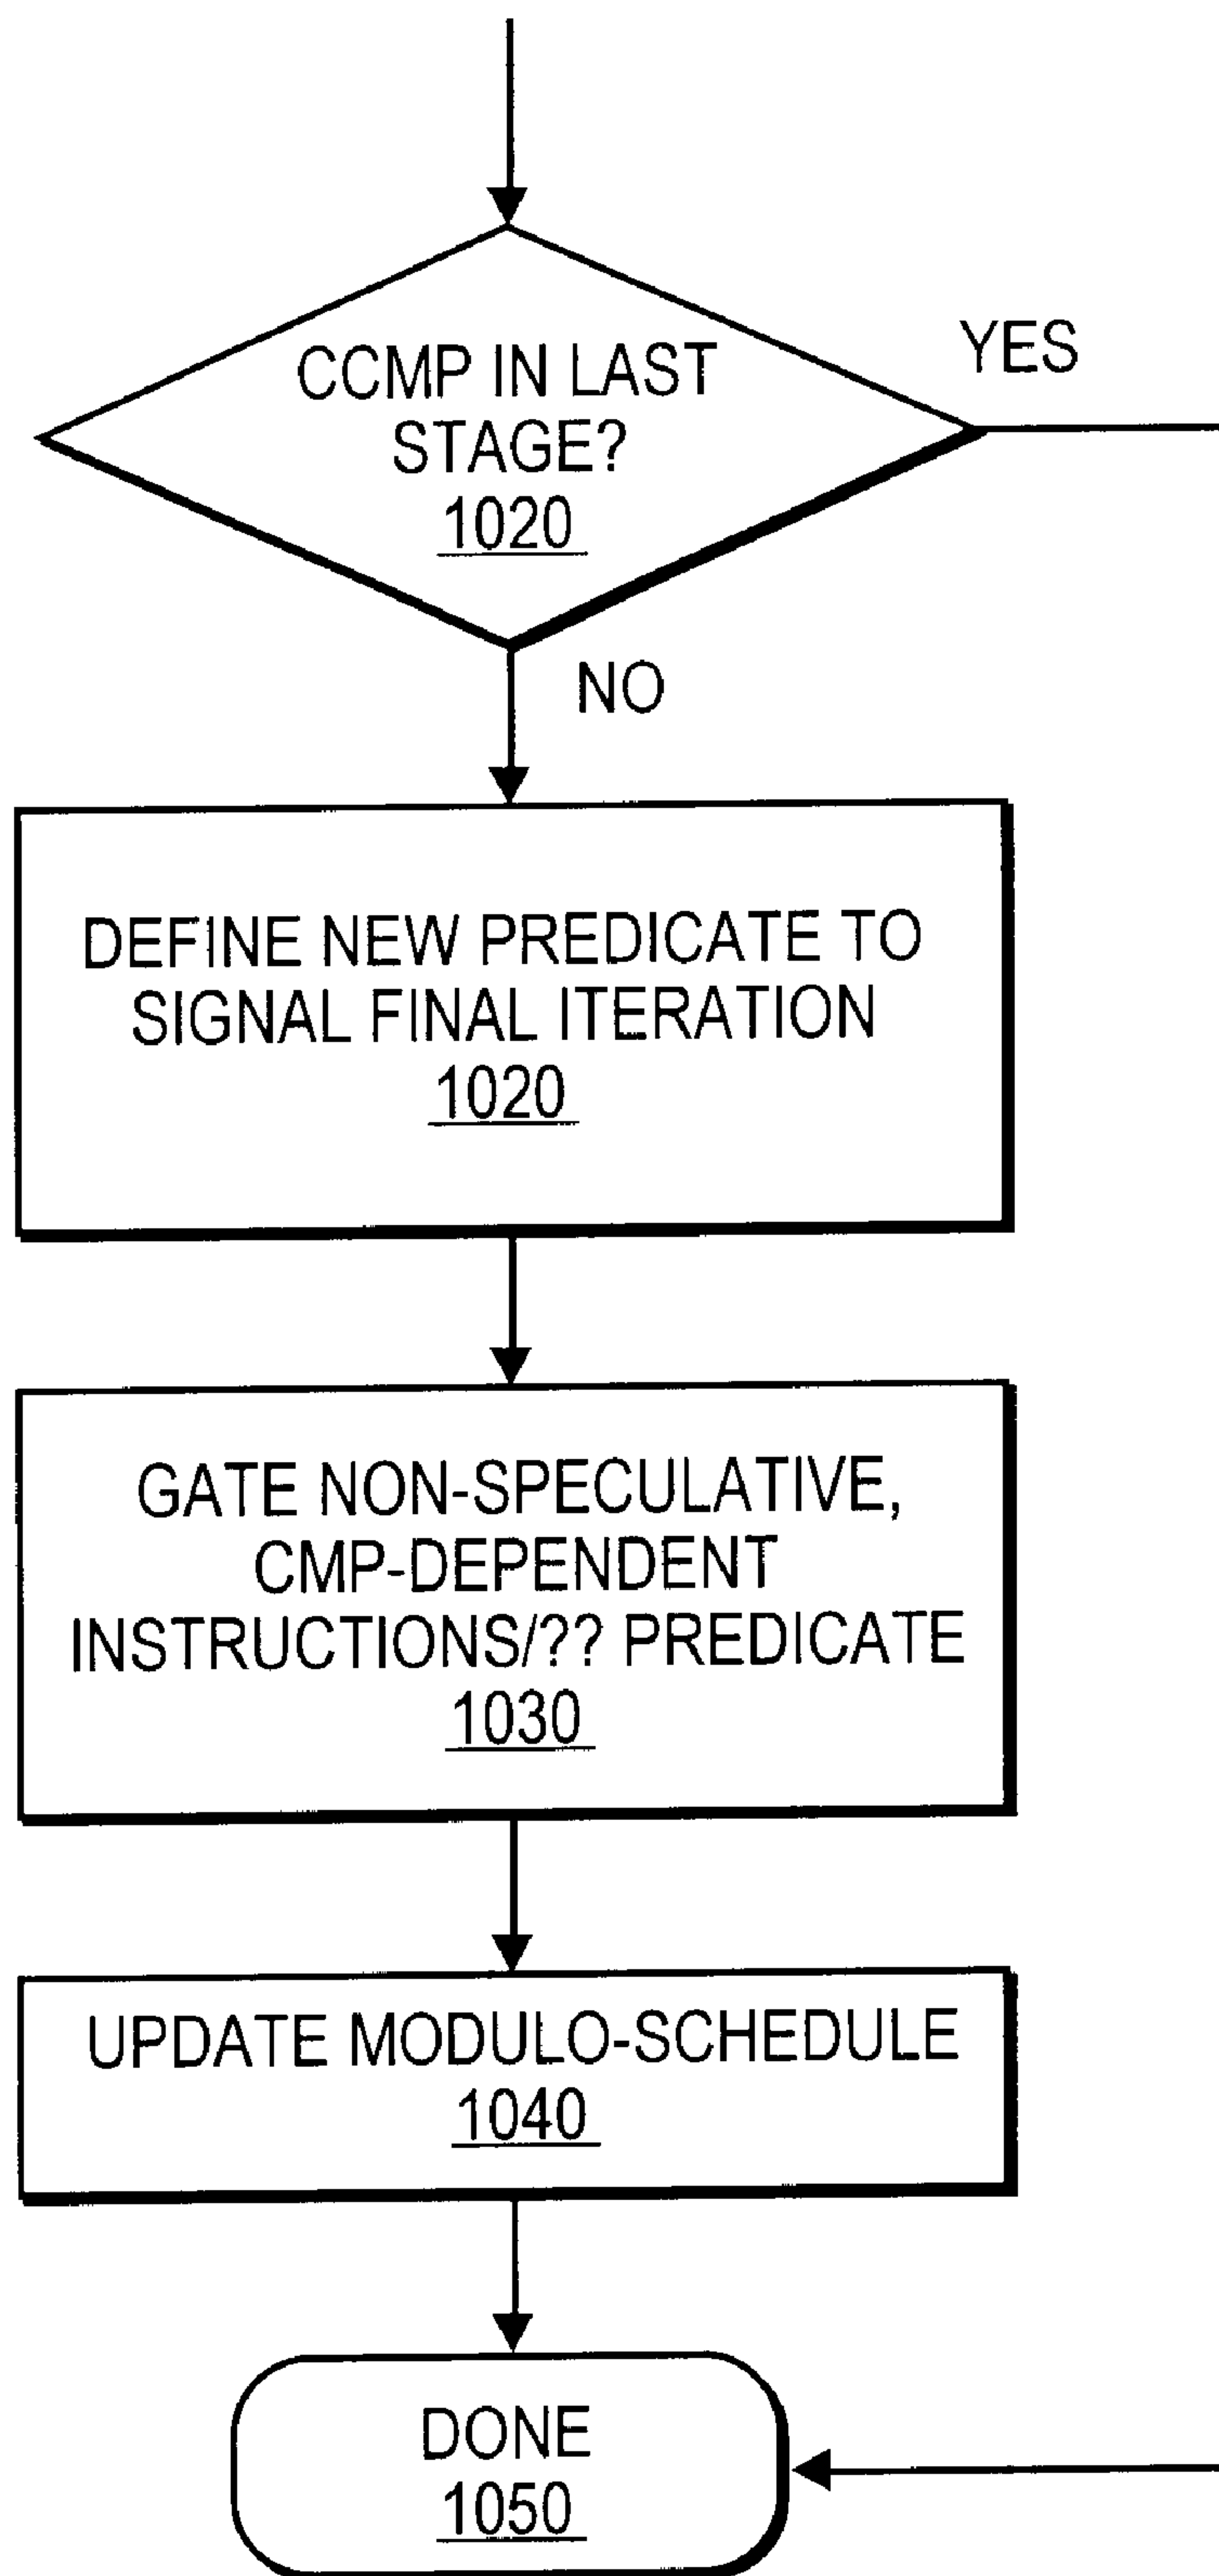 CCMP IN LAST
STAGE?
1020
YES
NO
DEFINE NEW PREDICATE TO
SIGNAL FINAL ITERATION
1020
GATE NON-SPECULATIVE,
CMP-DEPENDENT
INSTRUCTIONS/?? PREDICATE
1030
UPDATE MODULO-SCHEDULE
1040
DONE
1050